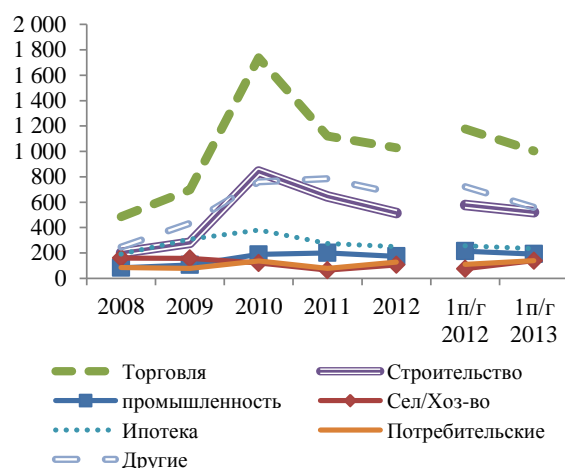 2 000
1 800
1 600
1 400
1 200
1 000
800
600
400
200
0
2008 2009 2010 2011 2012 1п/г 2012 1п/г 2013
Торговля Строительство
промышленность Сел/Хоз-во
Ипотека Потребительские
Другие